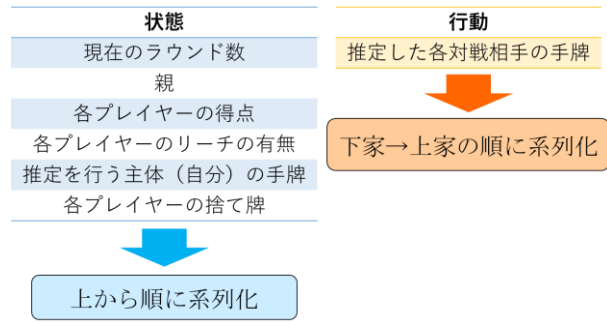 状態
現在のラウンド数
親
各プレイヤーの得点
各プレイヤーのリーチの有無
推定を行う主体（自分）の手牌
各プレイヤーの捨て牌
上から順に系列化
行動
推定した各対戦相手の手牌
下家→上家の順に系列化